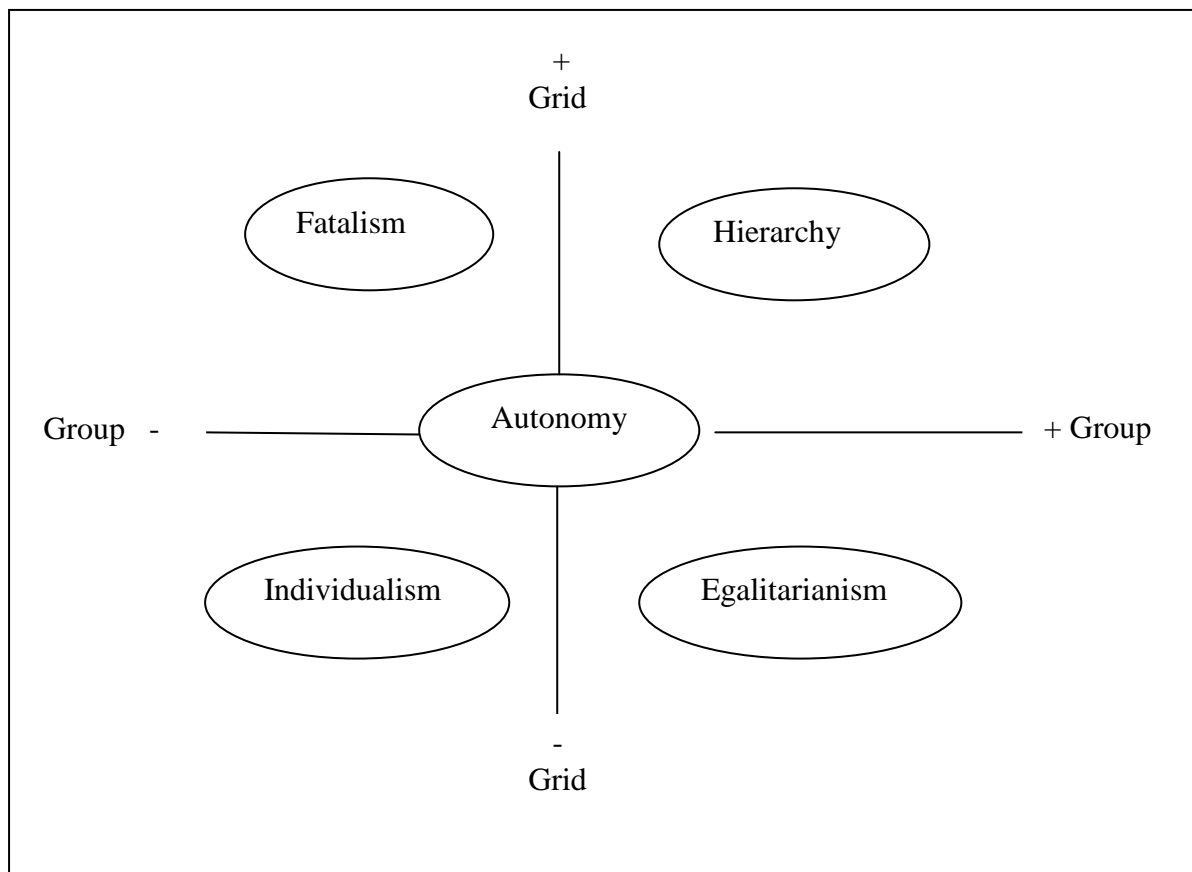 +
Grid
Fatalism
Hierarchy
Autonomy
Group -
+ Group
Individualism
Egalitarianism
-
Grid